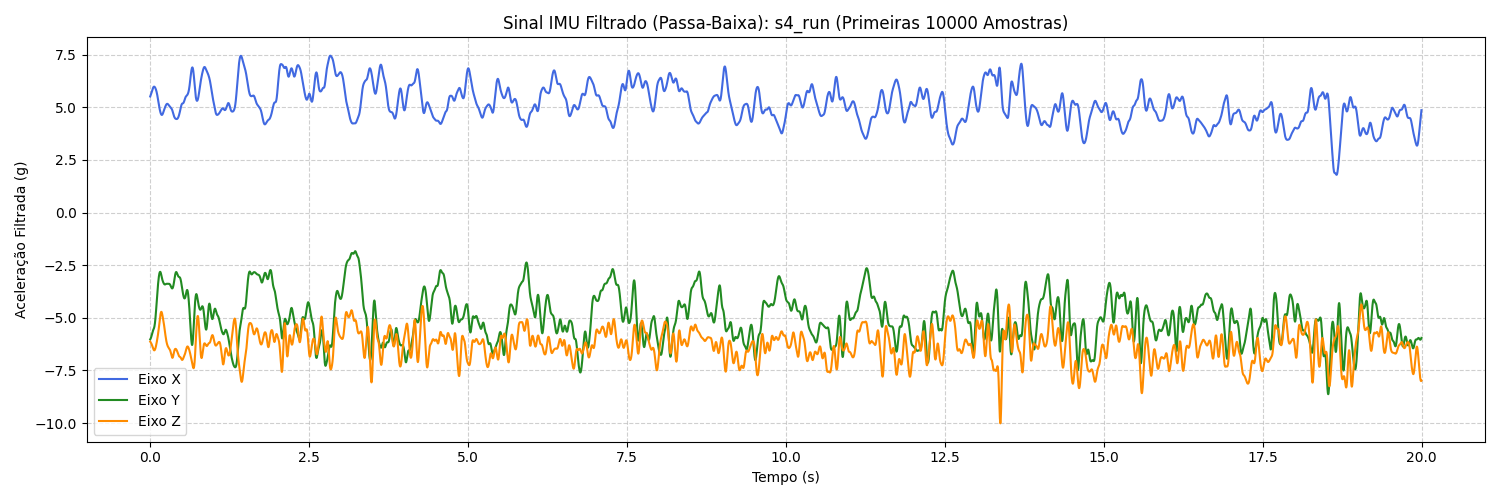 Sinal IMU Filtrado (Passa-Baixa): s4_run (Primeiras 10000 Amostras)
Aceleração Filtrada (g)
7.5
5.0
2.5
0.0
−2.5
−5.0
−7.5
−10.0
Eixo X
Eixo Y
Eixo Z
0.0 2.5 5.0 7.5 10.0 12.5 15.0 17.5 20.0
Tempo (s)